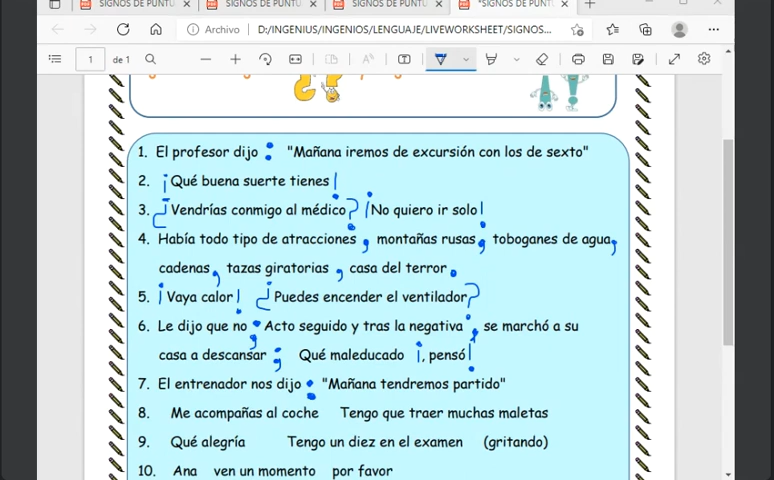 SIGNOS DE PUNTU SIGNOS DE PUNTU SIGNOS DE PUNTU *SIGNOS DE PUNTU
Archivo D:/INGENIUS/INGENIOS/LENGUAJE/LIVEWORKSHEET/SIGNOS...
1 de 1
1. El profesor dijo : "Mañana iremos de excursión con los de sexto"
2. ¡Qué buena suerte tienes!
3. ¿Vendrías conmigo al médico? ¡No quiero ir solo!
4. Había todo tipo de atracciones, montañas rusas; toboganes de agua,
cadenas, tazas giratorias, casa del terror.
5. ¡Vaya calor! ¿Puedes encender el ventilador?
6. Le dijo que no ; Acto seguido y tras la negativa ; se marchó a su
casa a descansar ; Qué maleducado ¡, pensó!
7. El entrenador nos dijo : "Mañana tendremos partido"
8. Me acompañas al coche Tengo que traer muchas maletas
9. Qué alegría Tengo un diez en el examen (gritando)
10. Ana ven un momento por favor